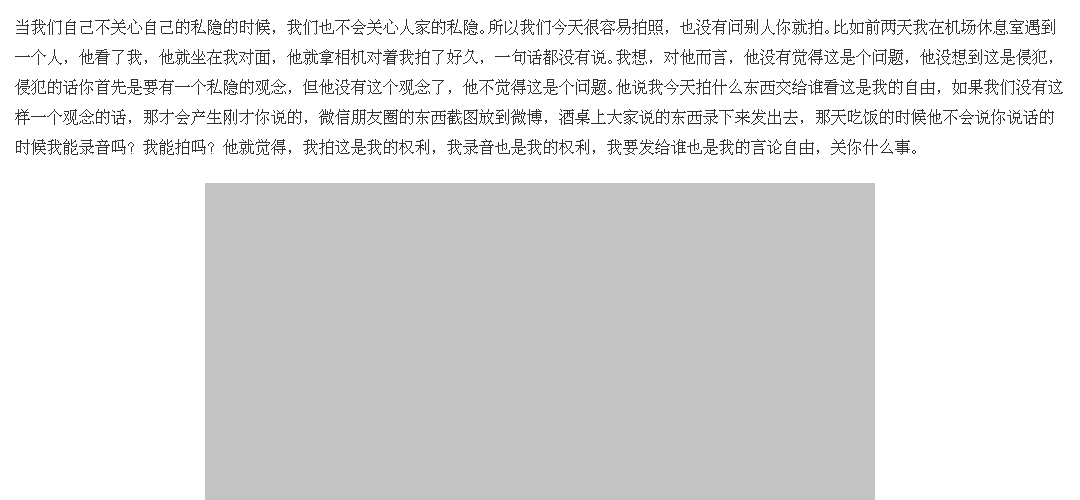 当我们自己不关心自己的私隐的时候，我们也不会关心人家的私隐。所以我们今天很容易拍照，也没有问别人你就拍。比如前两天我在机场休息室遇到
一个人，他看了我，他就坐在我对面，他就拿相机对着我拍了好久，一句话都没有说。我想，对他而言，他没有觉得这是个问题，他没想到这是侵犯，
侵犯的话你首先是要有一个私隐的观念，但他没有这个观念了，他不觉得这是个问题。他说我今天拍什么东西交给谁看这是我的自由，如果我们没有这
样一个观念的话，那才会产生刚才你说的，微信朋友圈的东西截图放到微博，酒桌上大家说的东西录下来发出去，那天吃饭的时候他不会说你说话的
时候我能录音吗？我能拍吗？他就觉得，我拍这是我的权利，我录音也是我的权利，我要发给谁也是我的言论自由，关你什么事。